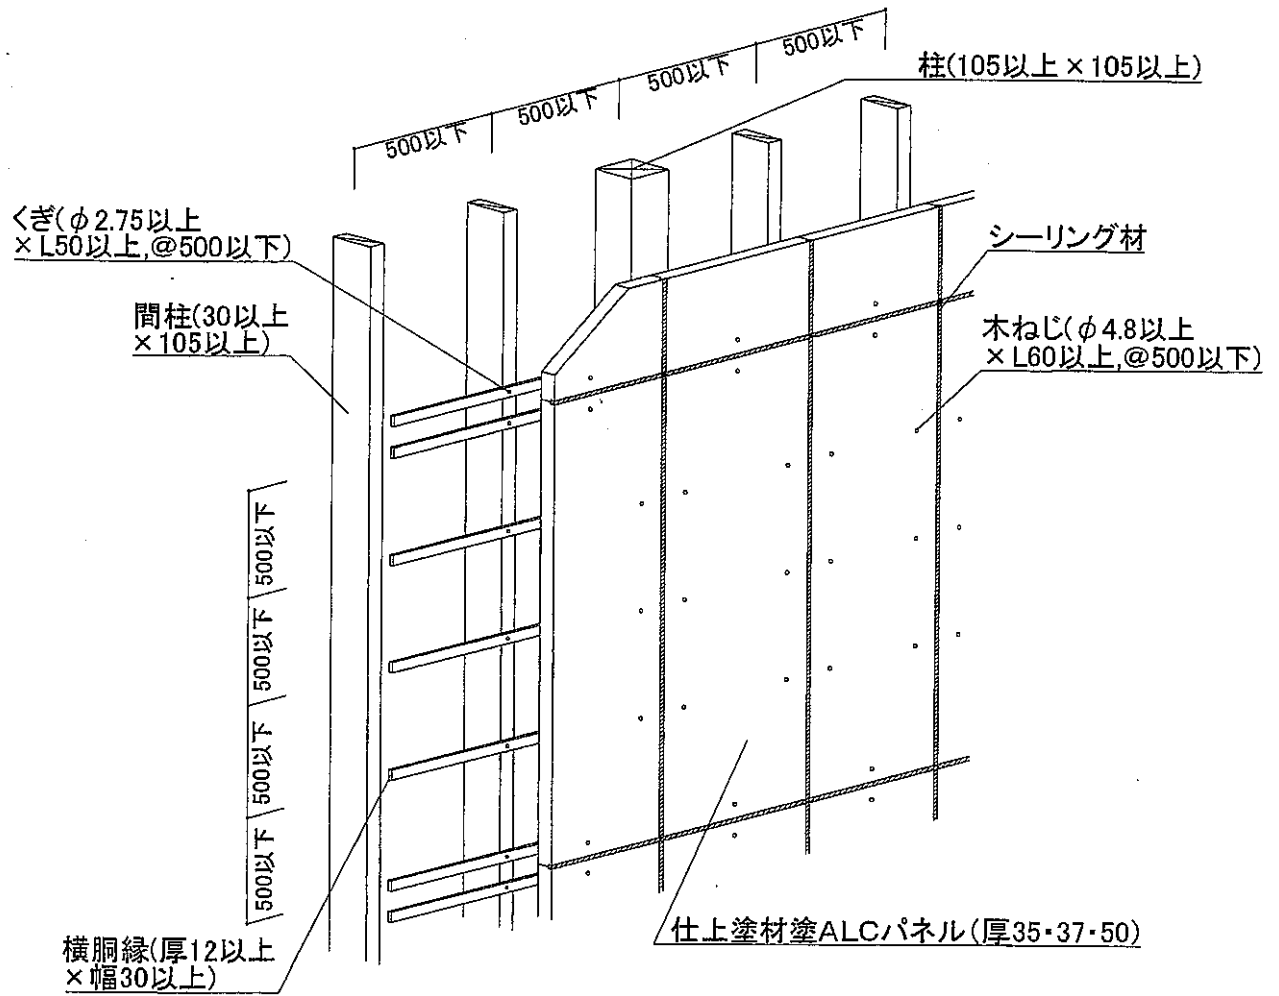 500以下
500以下
500以下
500以下
柱(105以上×105以上)
くぎ(φ2.75以上
×L50以上,@500以下)
シーリング材
間柱(30以上
×105以上)
木ねじ(φ4.8以上
×L60以上,@500以下)
500以下
500以下
500以下
500以下
横胴縁(厚12以上
×幅30以上)
仕上塗材塗ALCパネル(厚35・37・50)